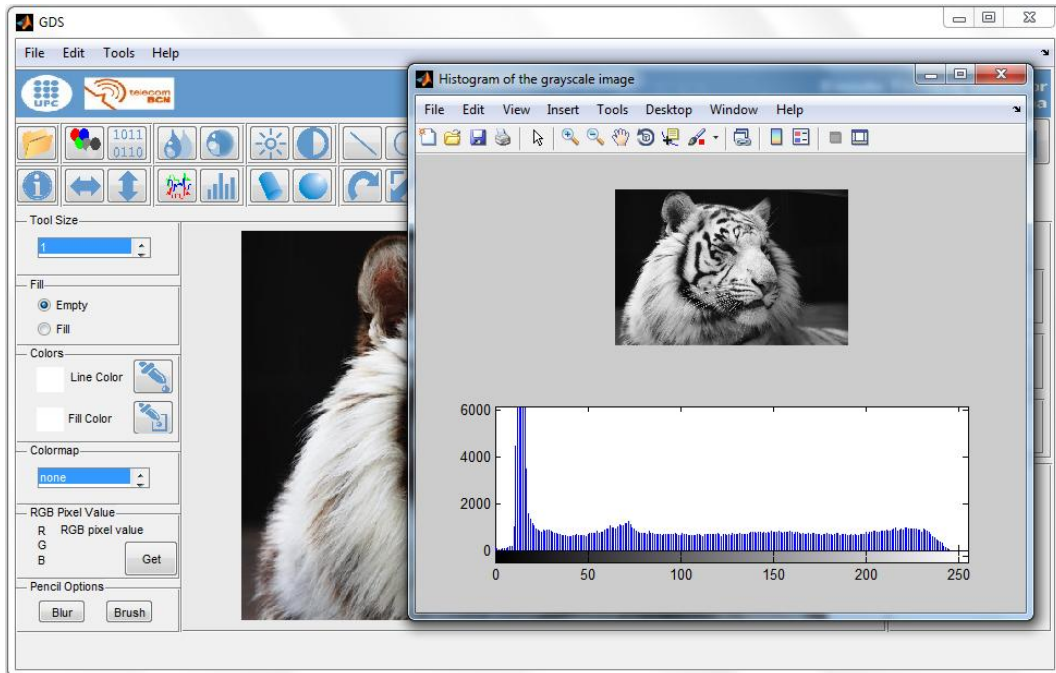 GDS
File Edit Tools Help
UPC
telecom
BCN
1011
0110
Tool Size
1
Fill
Empty
Fill
Colors
Line Color
Fill Color
Colormap
none
RGB Pixel Value
R RGB pixel value
G
B
Get
Pencil Options
Blur Brush
Histogram of the grayscale image
File Edit View Insert Tools Desktop Window Help
6000
4000
2000
0
0 50 100 150 200 250